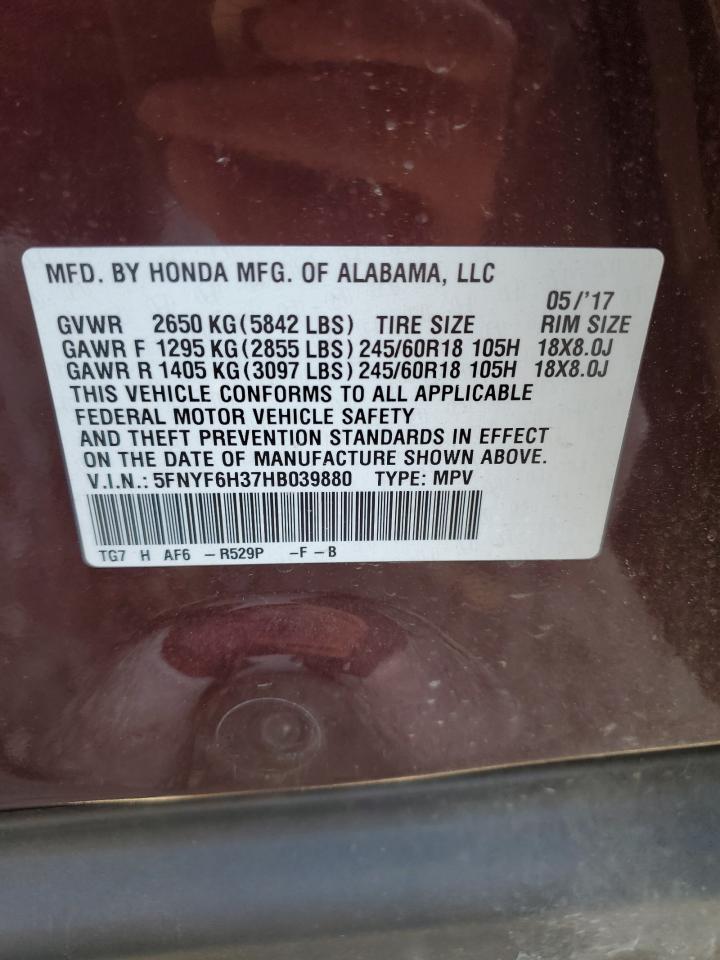 MFD. BY HONDA MFG. OF ALABAMA, LLC
05/'17
GVWR 2650 KG (5842 LBS) TIRE SIZE RIM SIZE
GAWR F 1295 KG (2855 LBS) 245/60R18 105H 18X8.0J
GAWR R 1405 KG (3097 LBS) 245/60R18 105H 18X8.0J
THIS VEHICLE CONFORMS TO ALL APPLICABLE
FEDERAL MOTOR VEHICLE SAFETY
AND THEFT PREVENTION STANDARDS IN EFFECT
ON THE DATE OF MANUFACTURE SHOWN ABOVE.
V.I.N.: 5FNYF6H37HB039880 TYPE: MPV
TG7 H AF6 - R529P - F - B